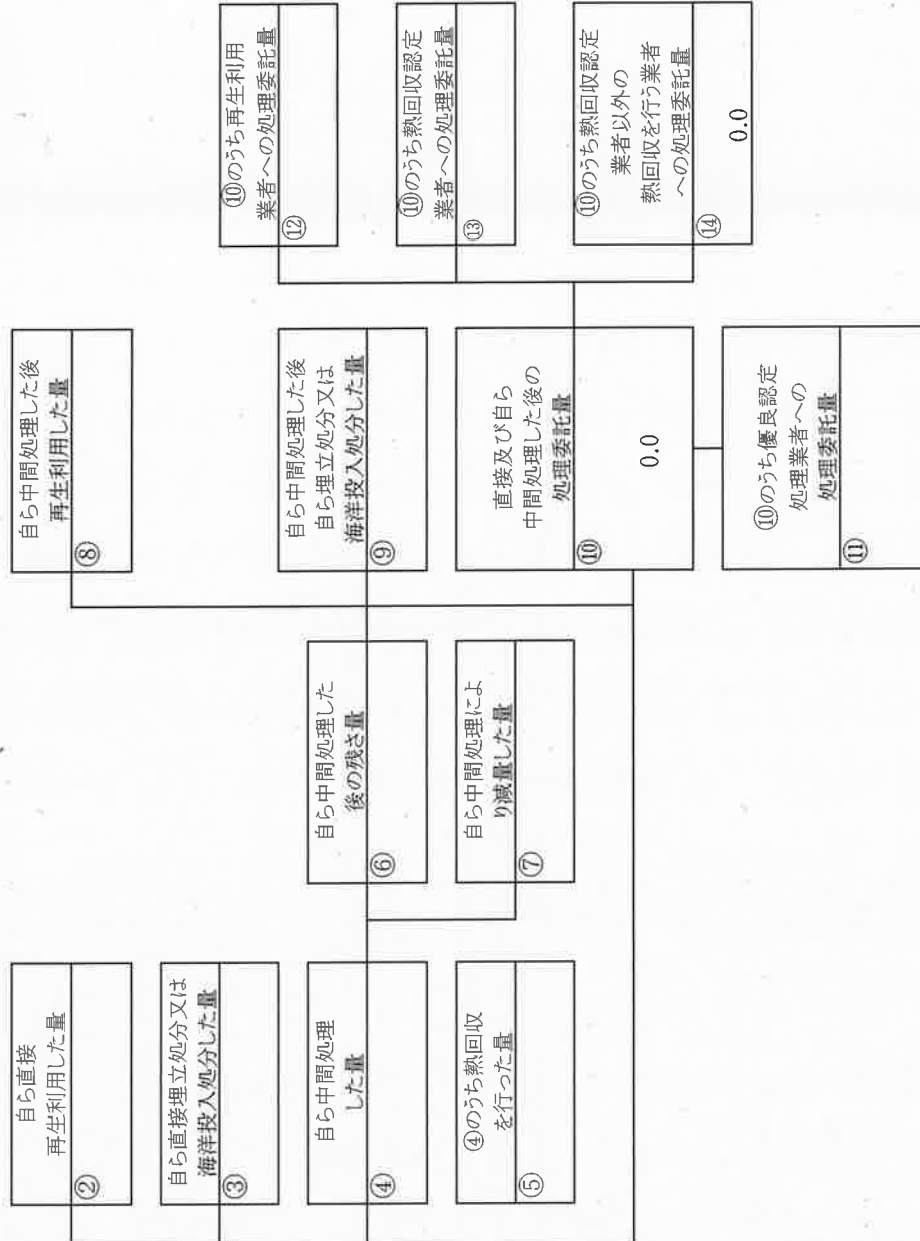 ②
自ら直接
再生利用した量
③
自ら直接埋立処分又は
海洋投入処分した量
④
自ら中間処理
した量
⑤
④のうち熱回収
を行った量
⑥
自ら中間処理した
後の残さ量
⑦
自ら中間処理によ
り減量した量
⑧
自ら中間処理した後
再生利用した量
⑨
自ら中間処理した後
自ら埋立処分又は
海洋投入処分した量
⑩
直接及び自ら
中間処理した後の
処理委託量
0.0
⑪
⑩のうち優良認定
処理業者への
処理委託量
⑫
⑩のうち再生利用
業者への処理委託量
⑬
⑩のうち熱回収認定
業者への処理委託量
⑭
⑩のうち熱回収認定
業者以外の
熱回収を行う業者
への処理委託量
0.0